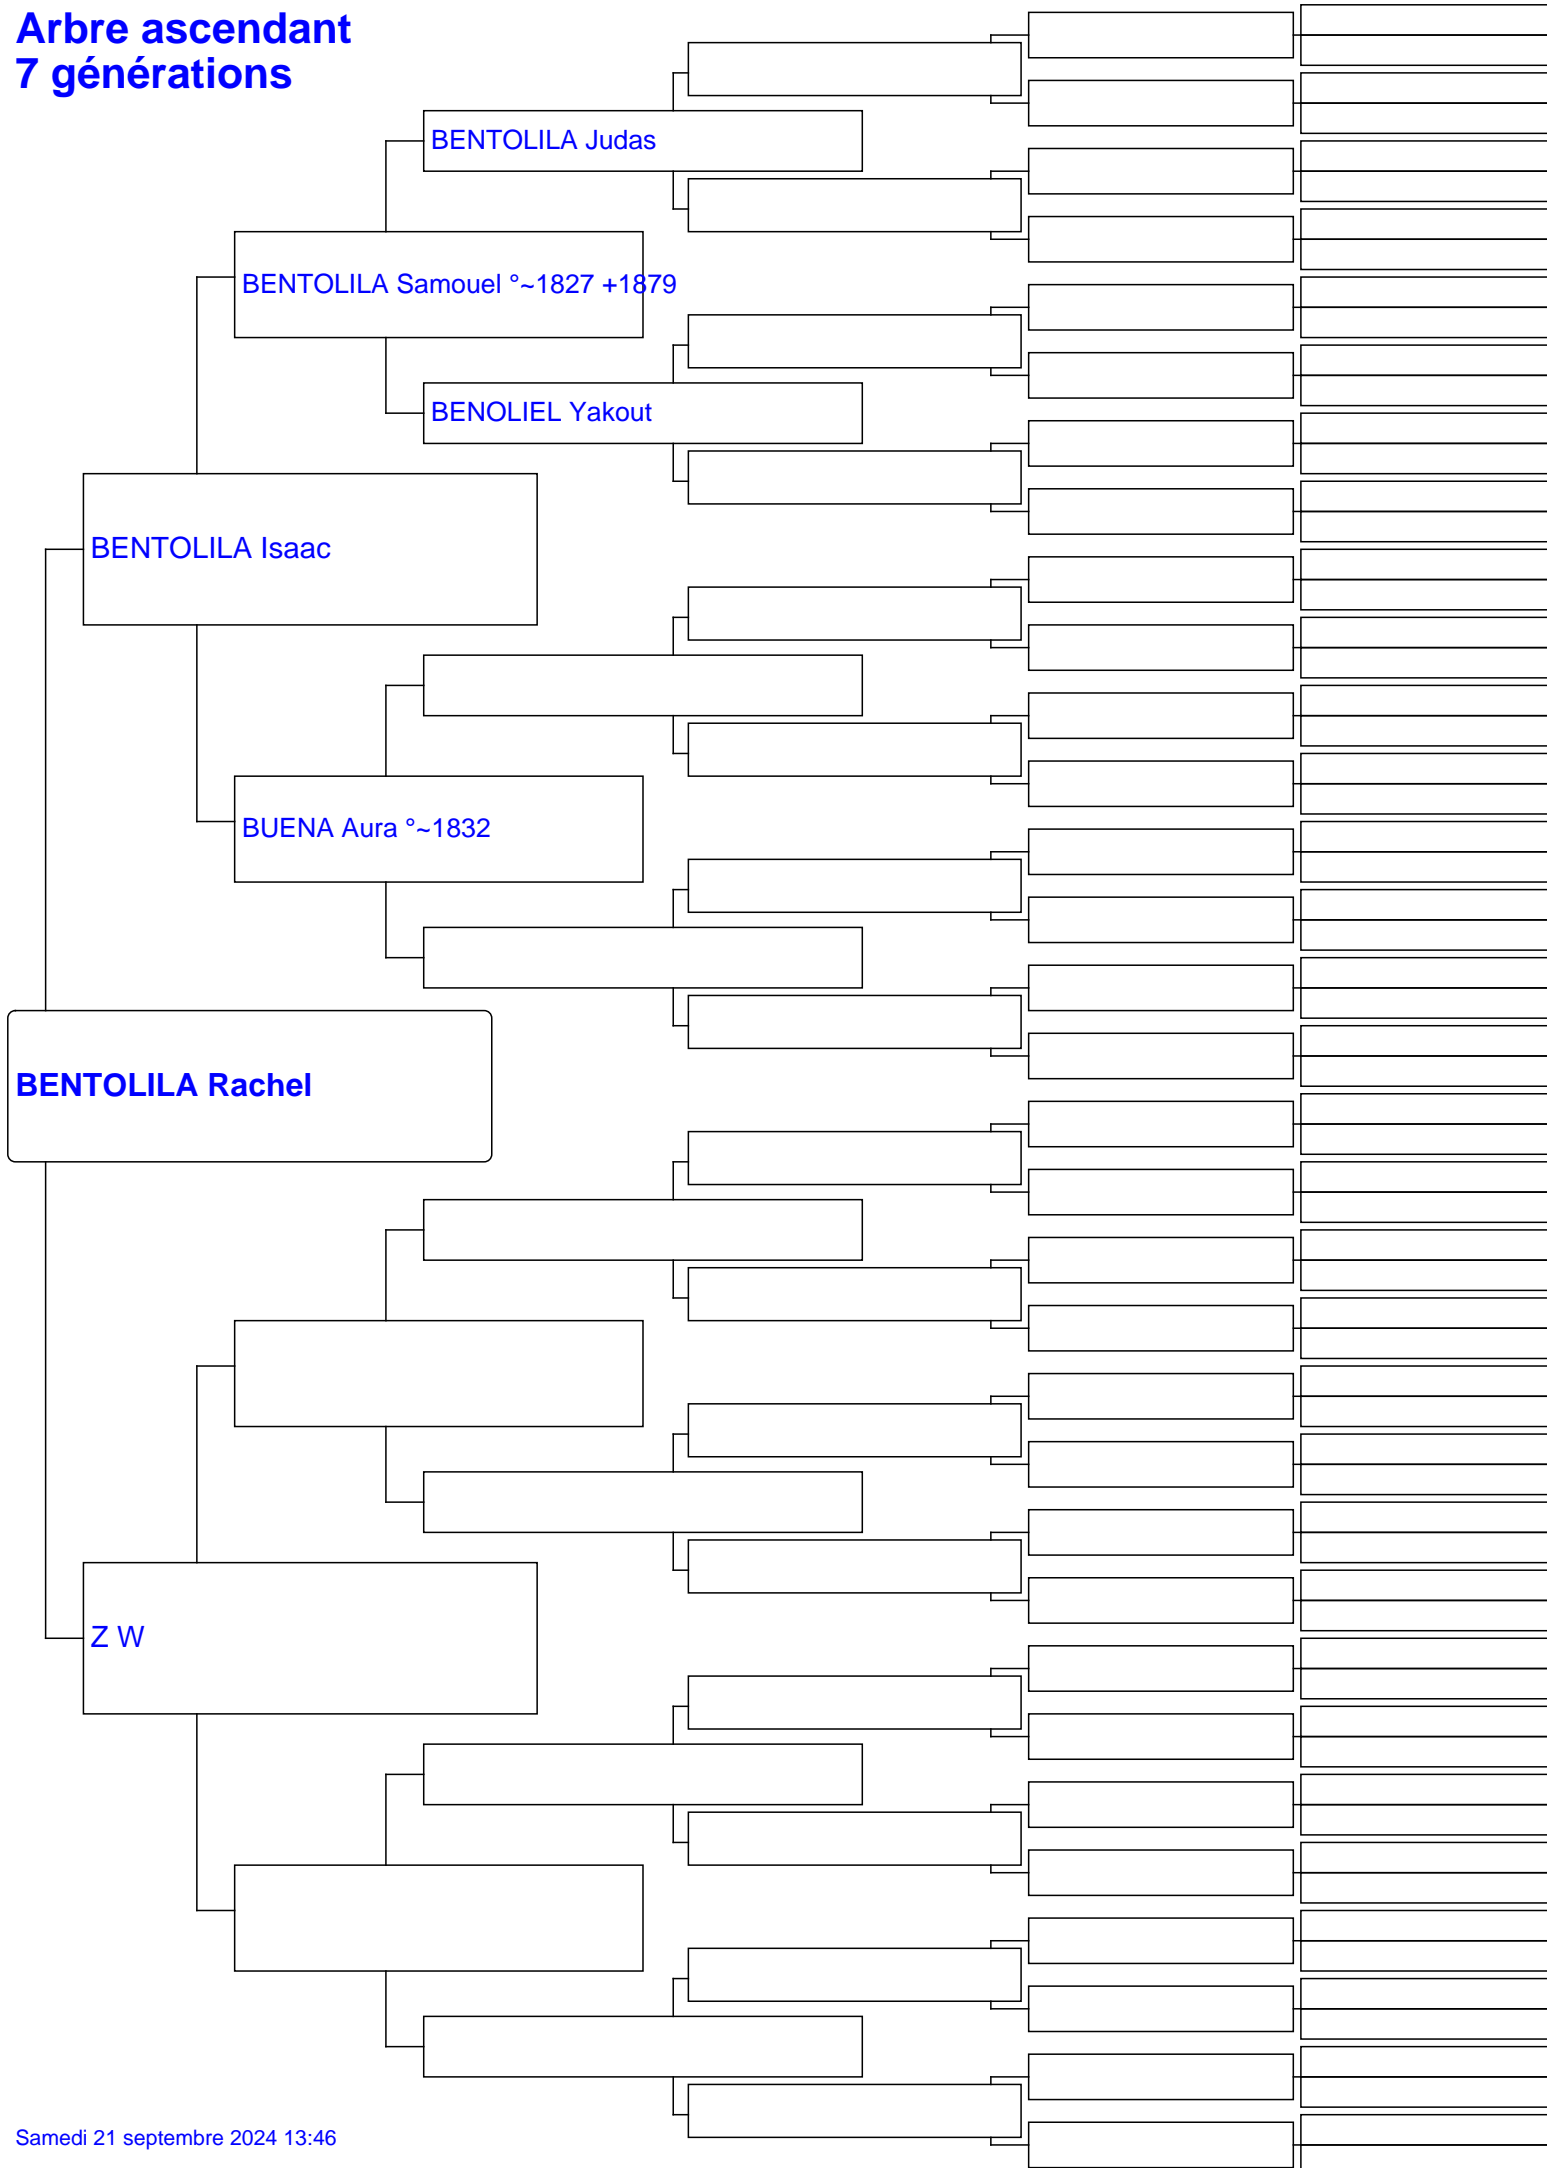 Arbre ascendant
7 générations
BENTOLILA Judas
BENTOLILA Samouel °~1827 +1879
BENOLIEL Yakout
BENTOLILA Isaac
BUENA Aura °~1832
BENTOLILA Rachel
Z W
Samedi 21 septembre 2024 13:46